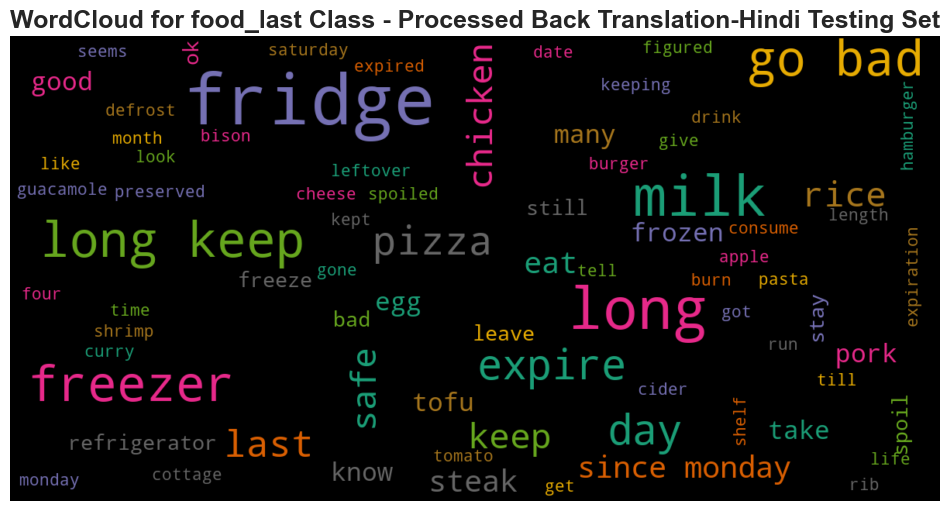 WordCloud for food_last Class - Processed Back Translation-Hindi Testing Set
seems
ok
saturday
expired
chicken
date
figured
go bad
good
fridge
keeping
hamburger
defrost
month
bison
many
drink
give
like
look
leftover
burger
guacamole
preserved
cheese
spoiled
milk
rice
still
length
kept
long keep
pizza
frozen
consume
expiration
freeze
gone
eat
tell
apple
burn
pasta
four
time
egg
long
got
stay
shrimp
bad
leave
curry
run
pork
freezer
safe
expire
till
cider
tofu
shelf
spoil
refrigerator
last
keep
day
take
tomato
life
monday
cottage
know
steak
since monday
get
rib